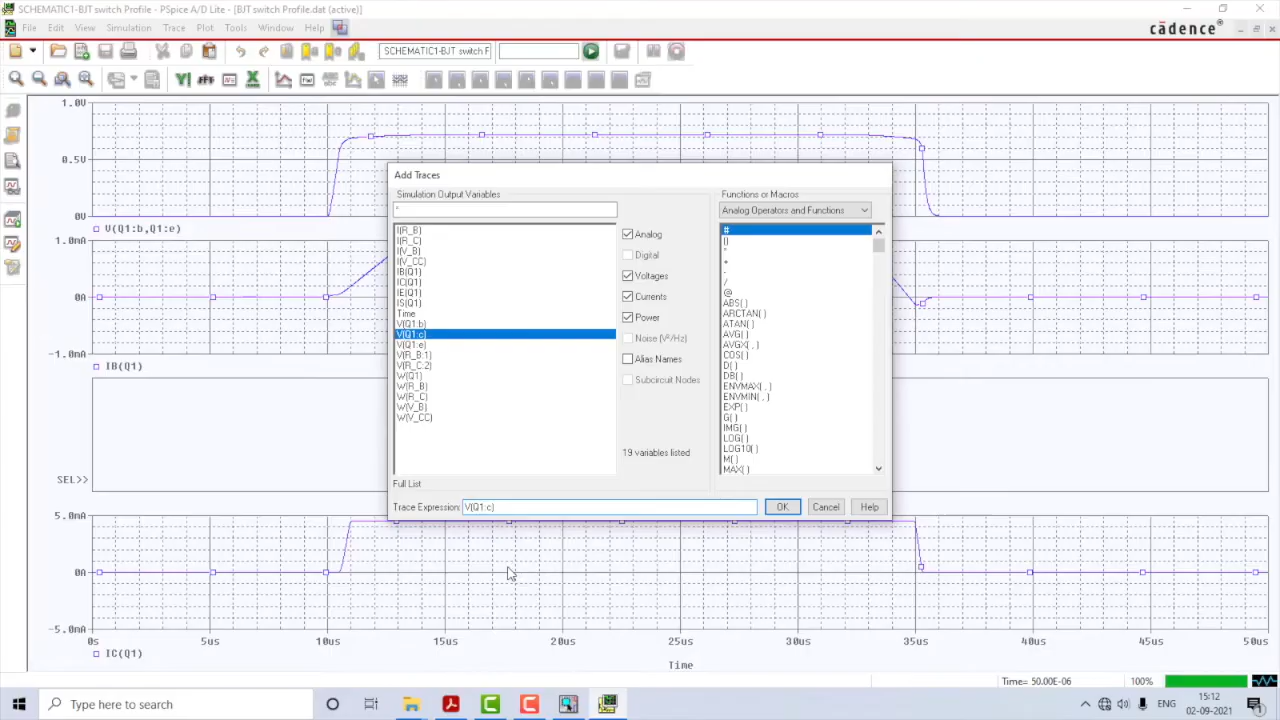 SCHEMATIC1-BJT switch Profile - PSpice A/D Lite - [BJT switch Profile.dat (active)]
File Edit View Simulation Trace Plot Tools Window Help
cādence®
SCHEMATIC1-BJT switch F
1.0V
0.5V
0V
V(Q1:b,Q1:e)
1.0mA
0A
-1.0mA
IB(Q1)
SEL>>
5.0mA
0A
-5.0mA
0s 5us 10us 15us 20us 25us 30us 35us 40us 45us 50us
IC(Q1)
Time
Add Traces
Simulation Output Variables
*
I(R_B)
I(R_C)
I(V_B)
I(V_CC)
IB(Q1)
IC(Q1)
IE(Q1)
IS(Q1)
Time
V(Q1:b)
V(Q1:c)
V(Q1:e)
V(R_B:1)
V(R_C:2)
W(Q1)
W(R_B)
W(R_C)
W(V_B)
W(V_CC)
Full List
Analog
Digital
Voltages
Currents
Power
Noise (V²/Hz)
Alias Names
Subcircuit Nodes
19 variables listed
Functions or Macros
Analog Operators and Functions
#
()
*
+
-
/
@
ABS( )
ARCTAN( )
ATAN( )
AVG( )
AVGX( , )
COS( )
D( )
DB( )
ENVMAX( , )
ENVMIN( , )
EXP( )
G( )
IMG( )
LOG( )
LOG10( )
M( )
MAX( )
Trace Expression: V(Q1:c)
OK Cancel Help
Time= 50.00E-06 100%
Type here to search
ENG
15:12
02-09-2021